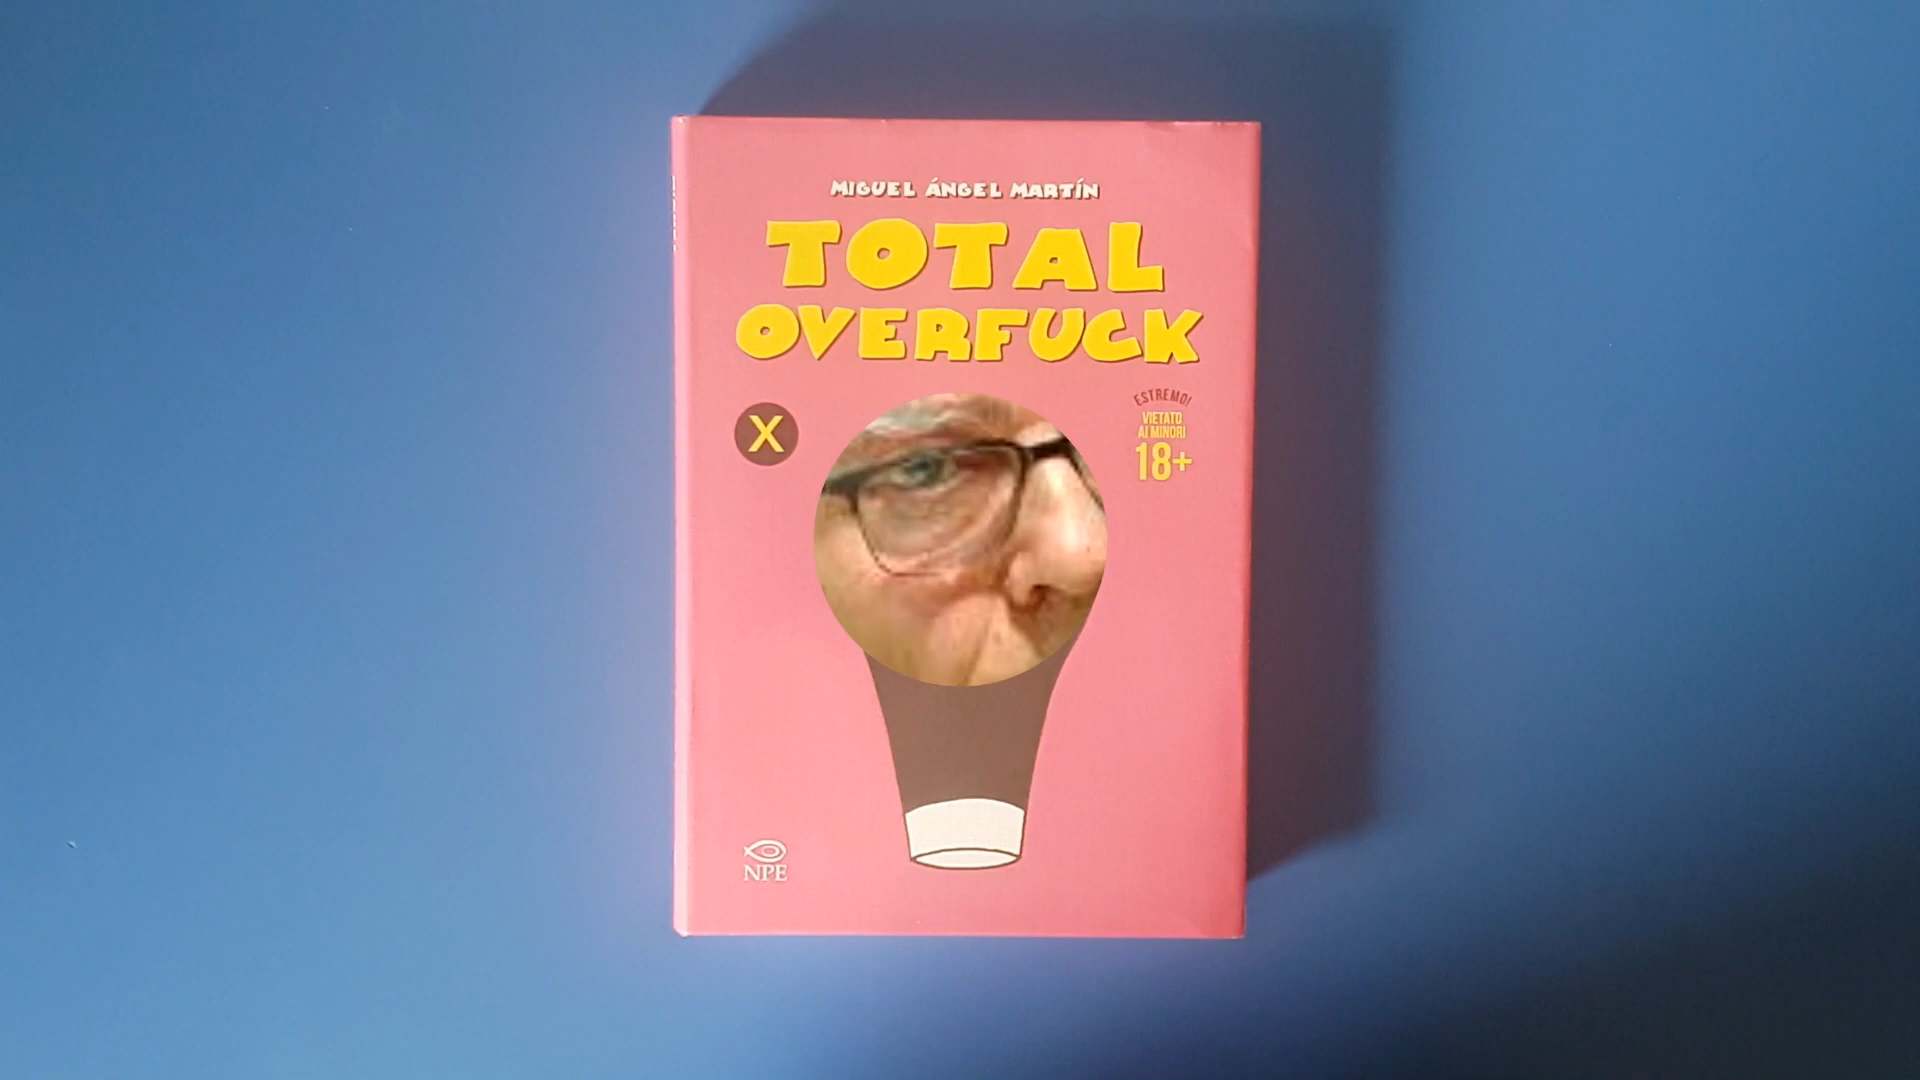 MIGUEL ÁNGEL MARTÍN
TOTAL
OVERFUCK
X
ESTREMO!
VIETATO
AI MINORI
18+
NPE